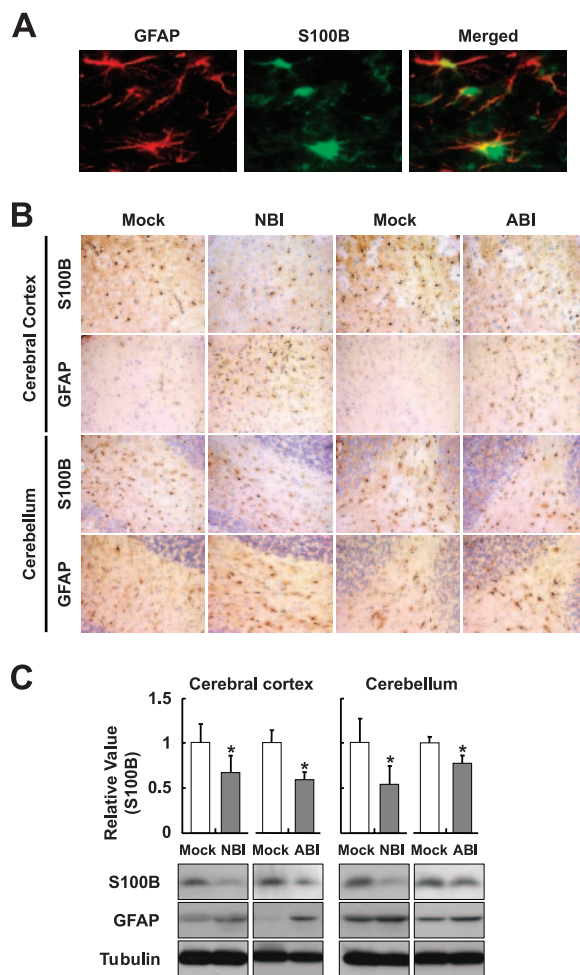 A
GFAP S100B Merged
B
Mock NBI Mock ABI
Cerebral Cortex
S100B
GFAP
Cerebellum
S100B
GFAP
C
Cerebral cortex Cerebellum
Relative Value
(S100B)
1.5
1
0.5
0
* * * *
Mock NBI Mock ABI Mock NBI Mock ABI
S100B
GFAP
Tubulin